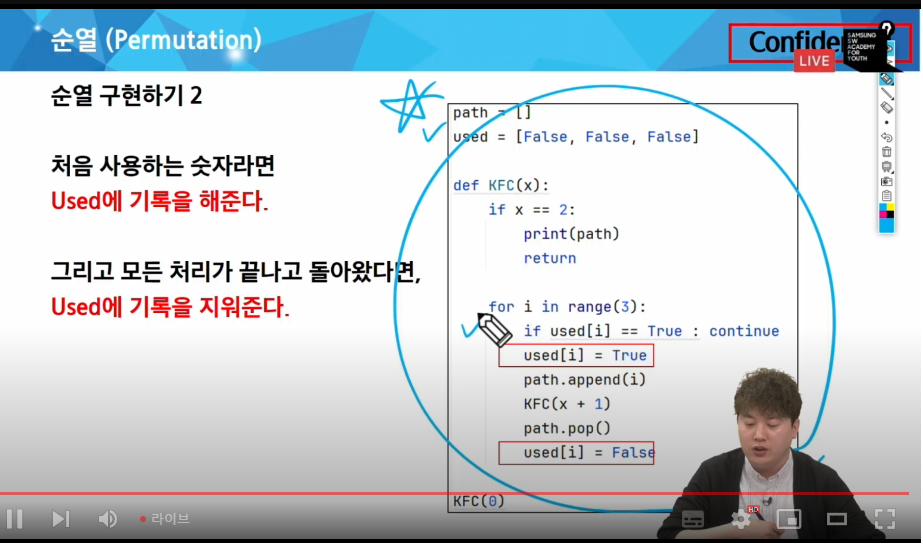 순열 (Permutation)
Confide
SAMSUNG
SW
ACADEMY
FOR
YOUTH
LIVE
순열 구현하기 2
처음 사용하는 숫자라면
Used에 기록을 해준다.
그리고 모든 처리가 끝나고 돌아왔다면,
Used에 기록을 지워준다.
path = []
used = [False, False, False]
def KFC(x):
if x == 2:
print(path)
return
for i in range(3):
if used[i] == True : continue
used[i] = True
path.append(i)
KFC(x + 1)
path.pop()
used[i] = False
KFC(0)
라이브
HD